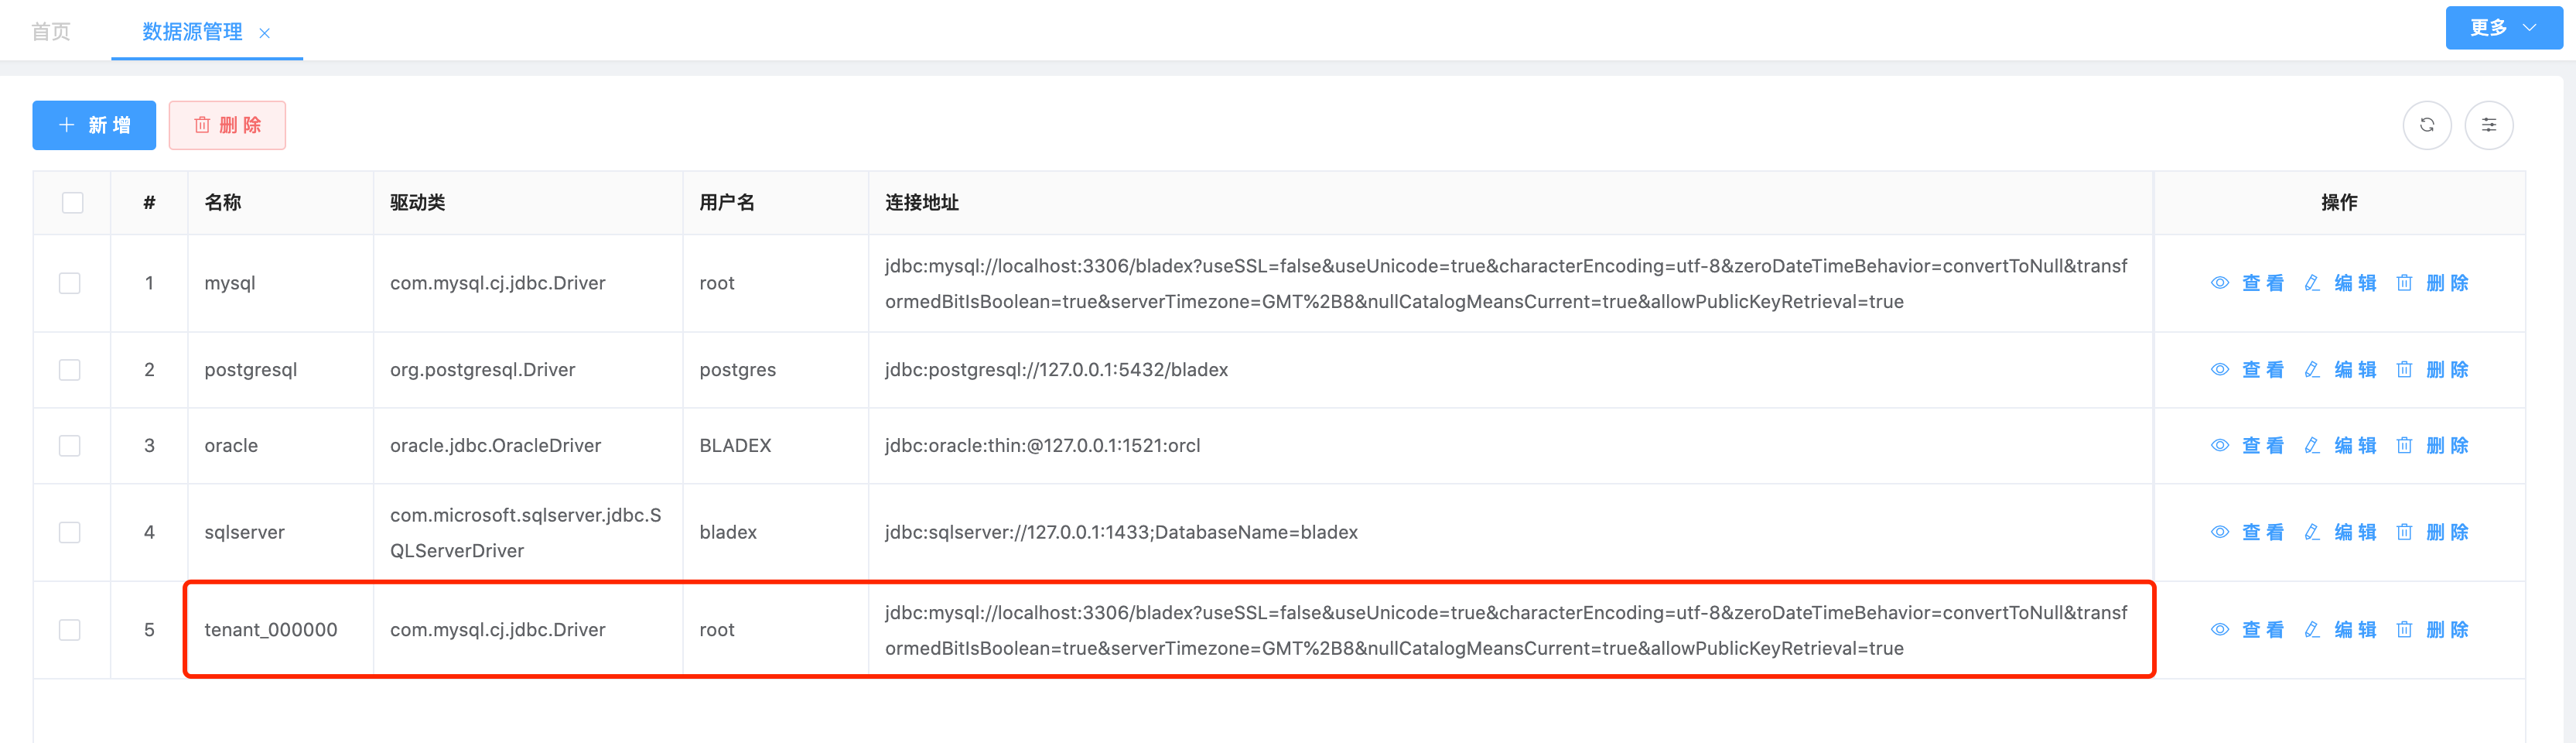 首页
数据源管理
更多
新 增
删 除
# 名称 驱动类 用户名 连接地址 操作
1 mysql com.mysql.cj.jdbc.Driver root jdbc:mysql://localhost:3306/bladex?useSSL=false&useUnicode=true&characterEncoding=utf-8&zeroDateTimeBehavior=convertToNull&transf
ormedBitIsBoolean=true&serverTimezone=GMT%2B8&nullCatalogMeansCurrent=true&allowPublicKeyRetrieval=true
查 看 编 辑 删 除
2 postgresql org.postgresql.Driver postgres jdbc:postgresql://127.0.0.1:5432/bladex 查 看 编 辑 删 除
3 oracle oracle.jdbc.OracleDriver BLADEX jdbc:oracle:thin:@127.0.0.1:1521:orcl 查 看 编 辑 删 除
4 sqlserver com.microsoft.sqlserver.jdbc.S
QLServerDriver
bladex jdbc:sqlserver://127.0.0.1:1433;DatabaseName=bladex 查 看 编 辑 删 除
5 tenant_000000 com.mysql.cj.jdbc.Driver root jdbc:mysql://localhost:3306/bladex?useSSL=false&useUnicode=true&characterEncoding=utf-8&zeroDateTimeBehavior=convertToNull&transf
ormedBitIsBoolean=true&serverTimezone=GMT%2B8&nullCatalogMeansCurrent=true&allowPublicKeyRetrieval=true
查 看 编 辑 删 除